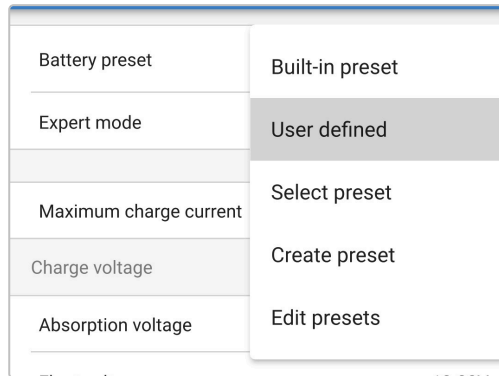 Battery preset
Built-in preset
Expert mode
User defined
Select preset
Maximum charge current
Create preset
Charge voltage
Edit presets
Absorption voltage